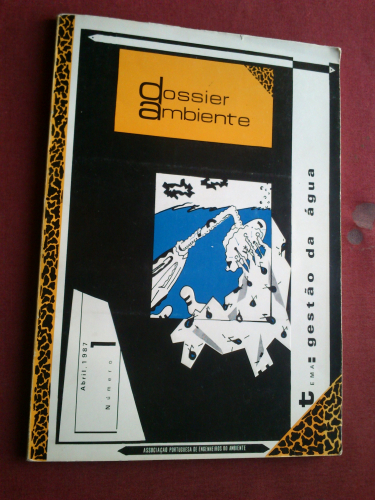 dossier
ambiente
tEMA: gestão da água
Abril, 1987
Número 1
ASSOCIAÇÃO PORTUGUESA DE ENGENHEIROS DO AMBIENTE